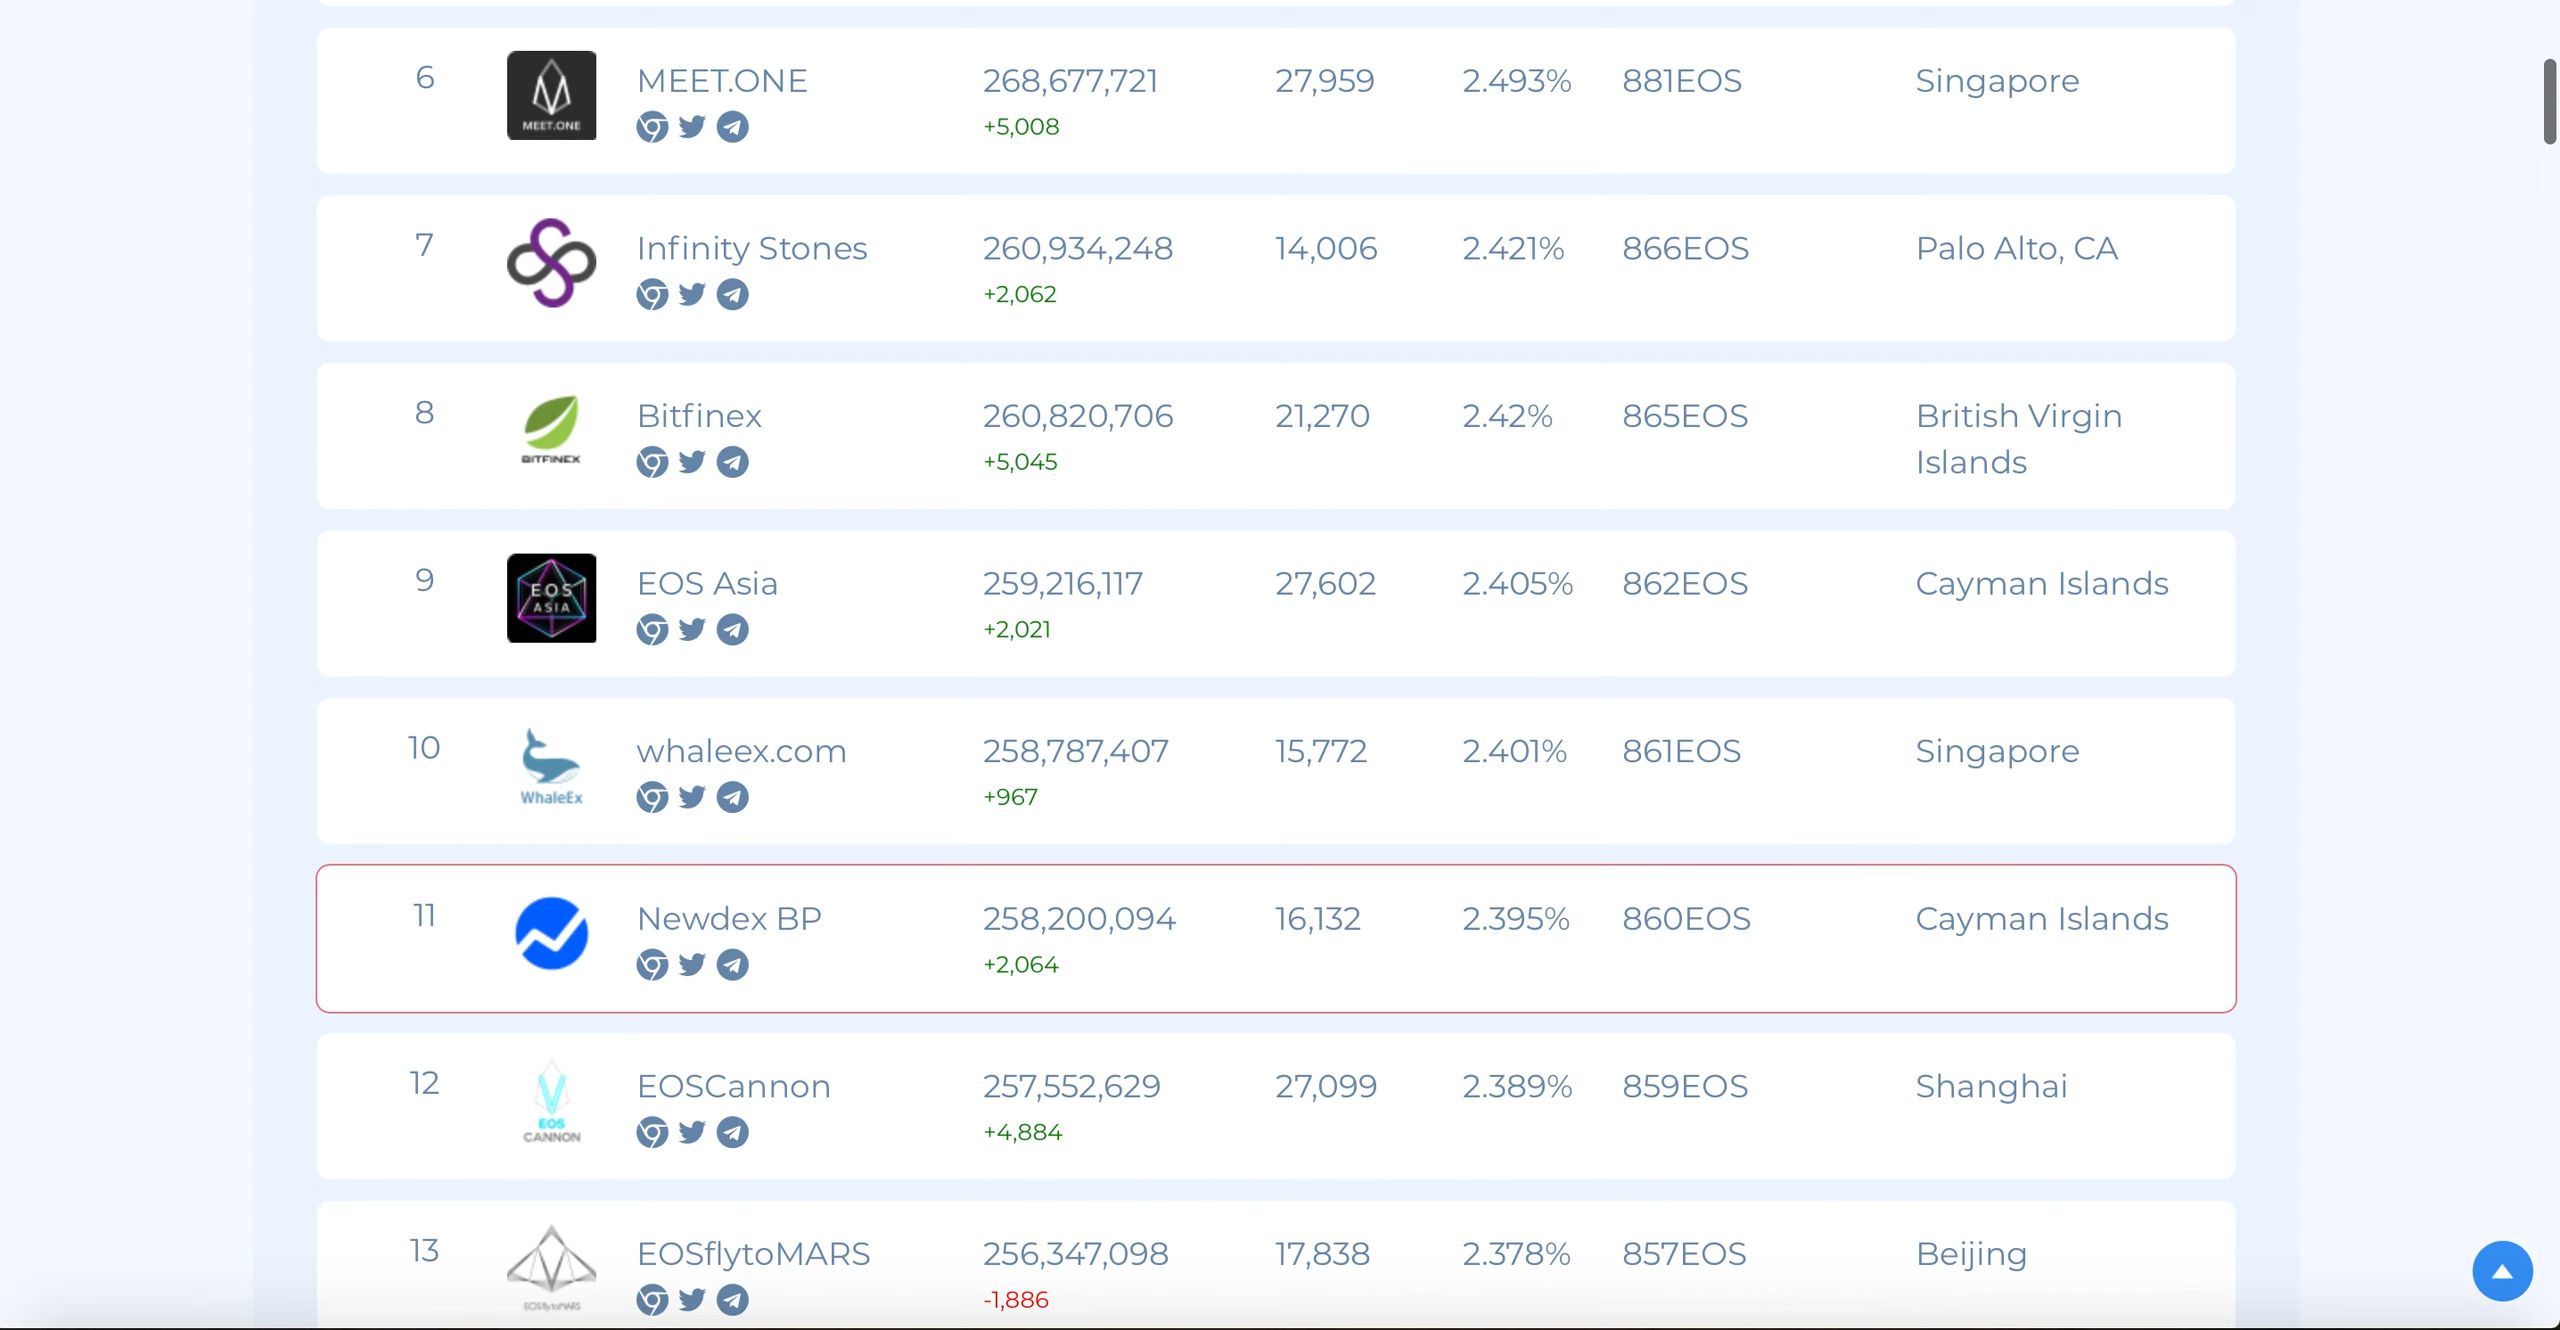 6 MEET.ONE 268,677,721 27,959 2.493% 881EOS Singapore
MEET.ONE +5,008
7 Infinity Stones 260,934,248 14,006 2.421% 866EOS Palo Alto, CA
+2,062
8 Bitfinex 260,820,706 21,270 2.42% 865EOS British Virgin
BITFINEX +5,045 Islands
9 EOS Asia 259,216,117 27,602 2.405% 862EOS Cayman Islands
EOS
ASIA
+2,021
10 whaleex.com 258,787,407 15,772 2.401% 861EOS Singapore
WhaleEx +967
11 Newdex BP 258,200,094 16,132 2.395% 860EOS Cayman Islands
+2,064
12 EOSCannon 257,552,629 27,099 2.389% 859EOS Shanghai
EOS
CANNON
+4,884
13 EOSflytoMARS 256,347,098 17,838 2.378% 857EOS Beijing
EOSflytoMARS -1,886